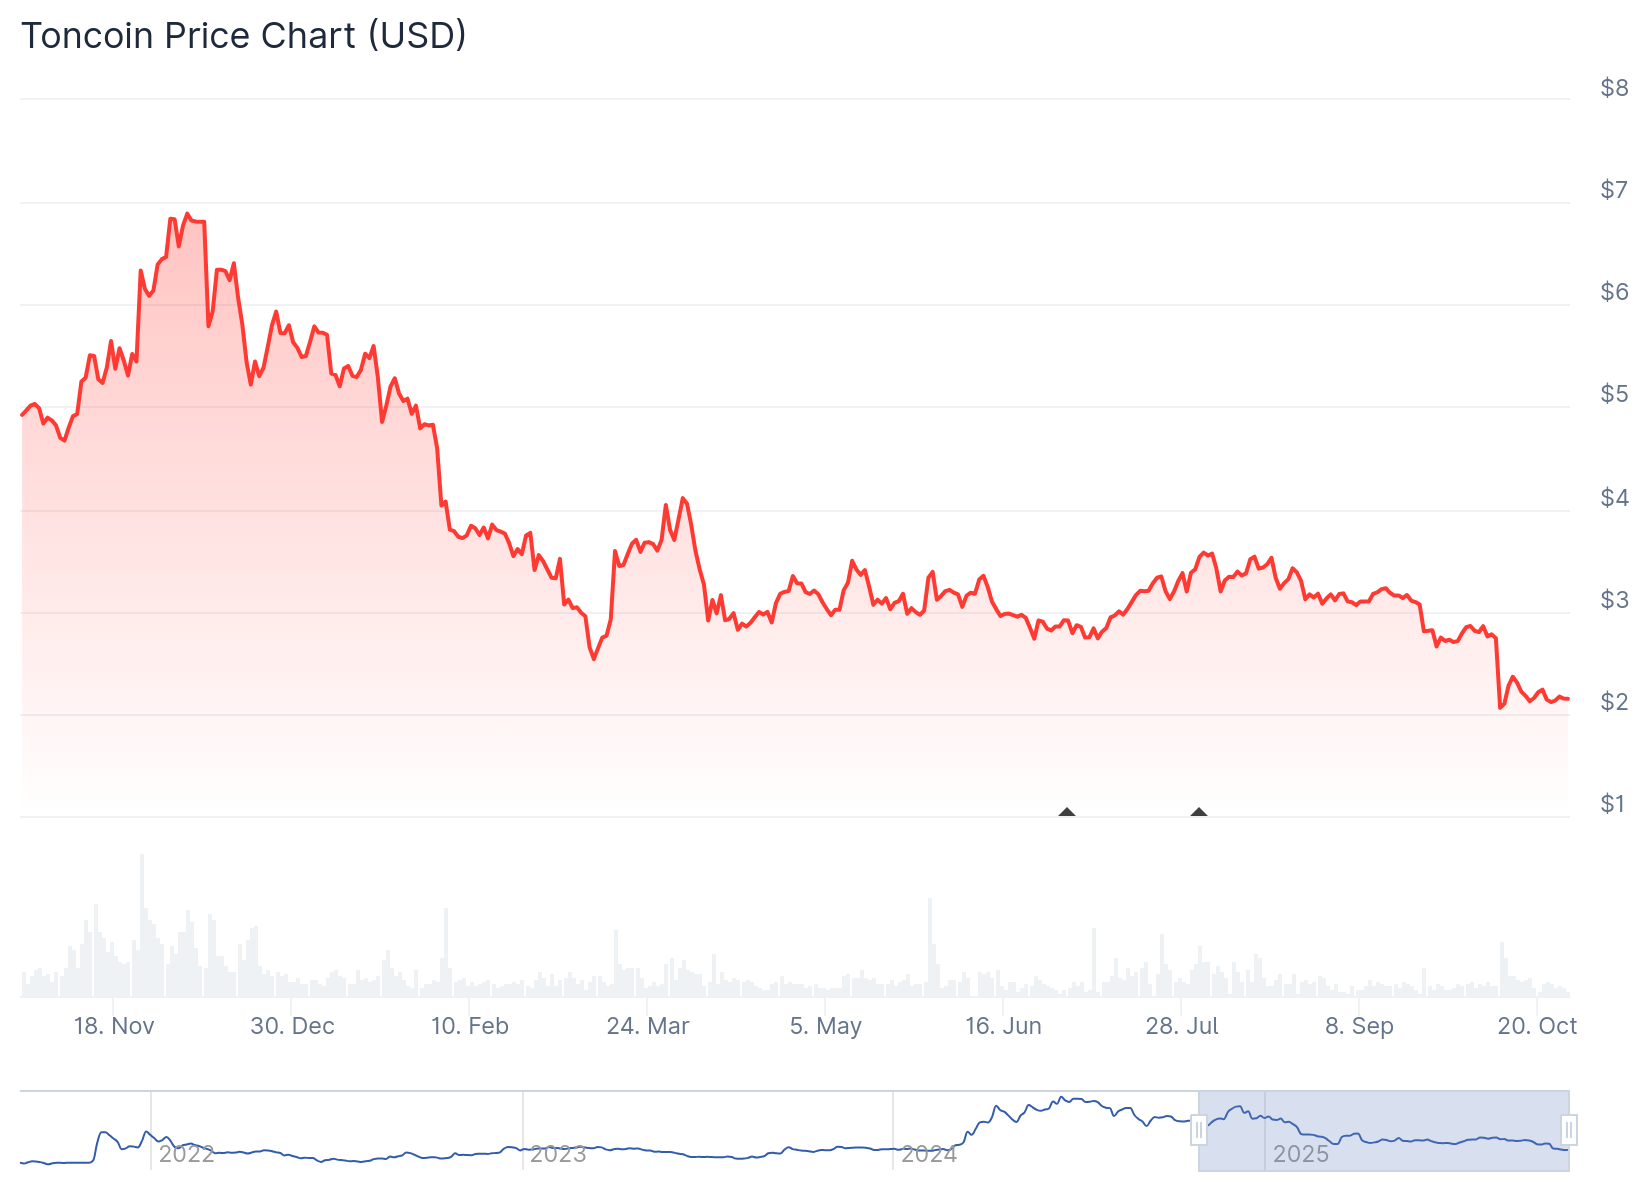 Toncoin Price Chart (USD)
$8
$7
$6
$5
$4
$3
$2
$1
18. Nov 30. Dec 10. Feb 24. Mar 5. May 16. Jun 28. Jul 8. Sep 20. Oct
2022 2023 2024 2025